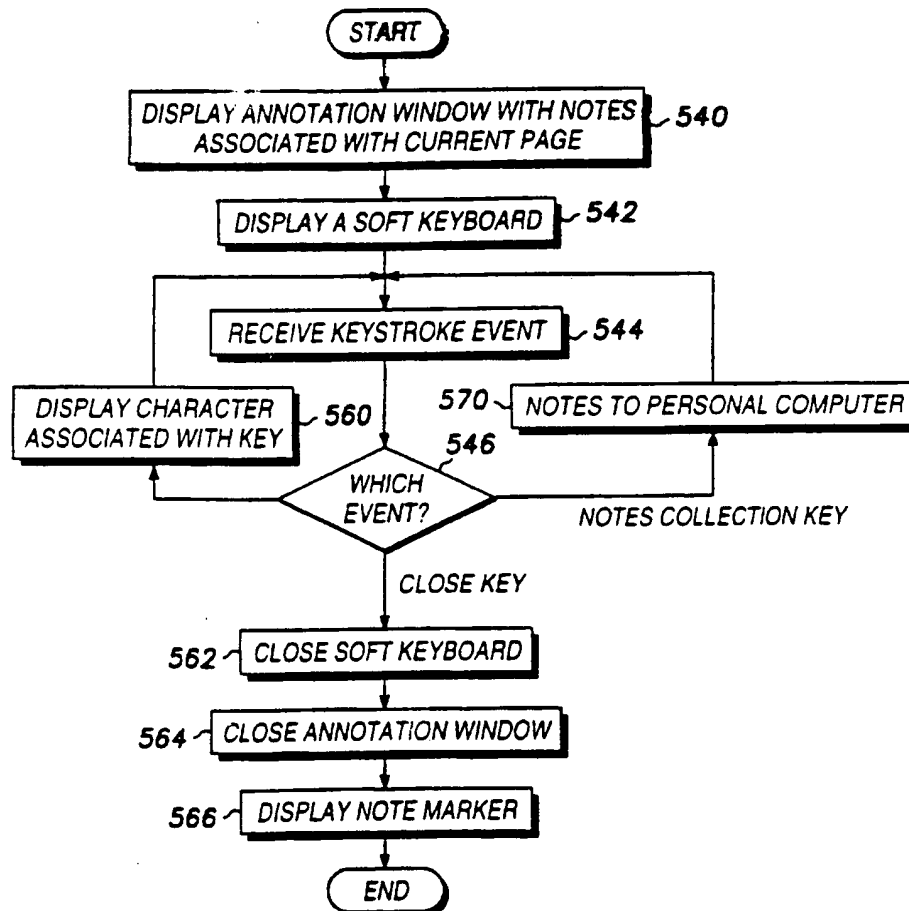 START
DISPLAY ANNOTATION WINDOW WITH NOTES
ASSOCIATED WITH CURRENT PAGE
540
DISPLAY A SOFT KEYBOARD
542
RECEIVE KEYSTROKE EVENT
544
DISPLAY CHARACTER
ASSOCIATED WITH KEY
560
570
NOTES TO PERSONAL COMPUTER
546
WHICH
EVENT?
NOTES COLLECTION KEY
CLOSE KEY
562
CLOSE SOFT KEYBOARD
564
CLOSE ANNOTATION WINDOW
566
DISPLAY NOTE MARKER
END